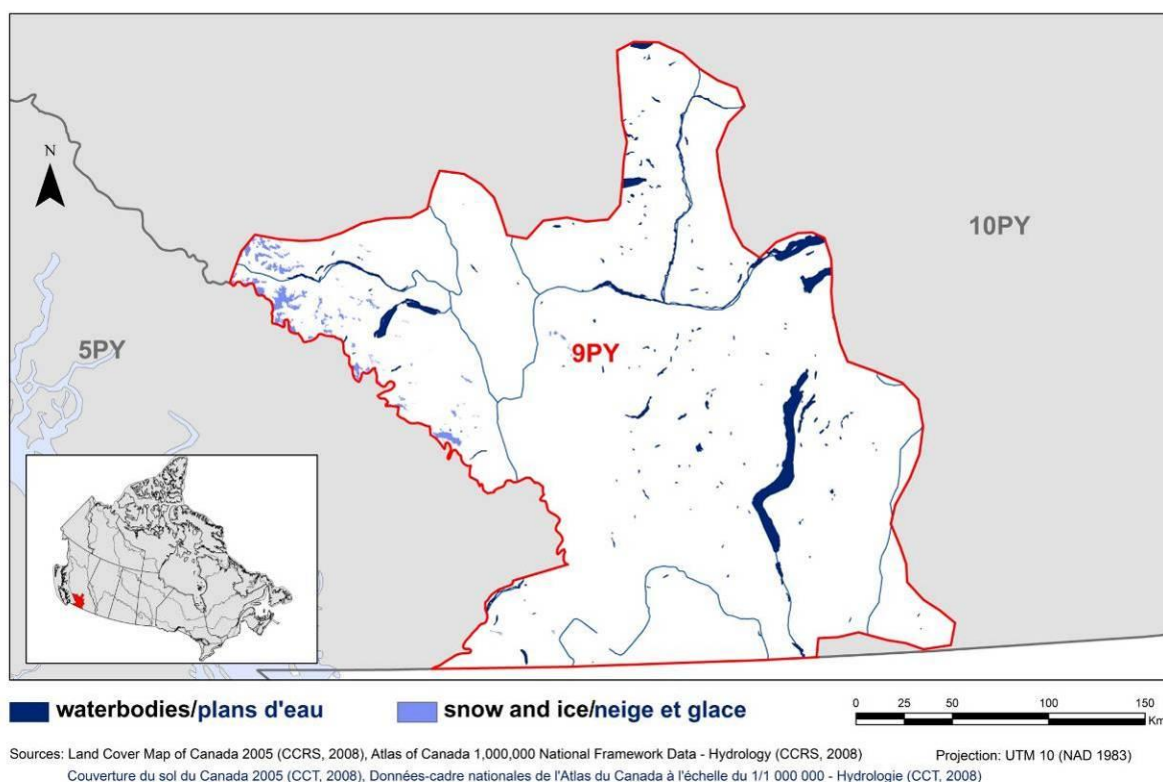 N
10PY
5PY
9PY
waterbodies/plans d'eau
snow and ice/neige et glace
0 25 50 100 150
Km
Sources: Land Cover Map of Canada 2005 (CCRS, 2008), Atlas of Canada 1,000,000 National Framework Data - Hydrology (CCRS, 2008)
Projection: UTM 10 (NAD 1983)
Couverture du sol du Canada 2005 (CCT, 2008), Données-cadre nationales de l'Atlas du Canada à l'échelle du 1/1 000 000 - Hydrologie (CCT, 2008)